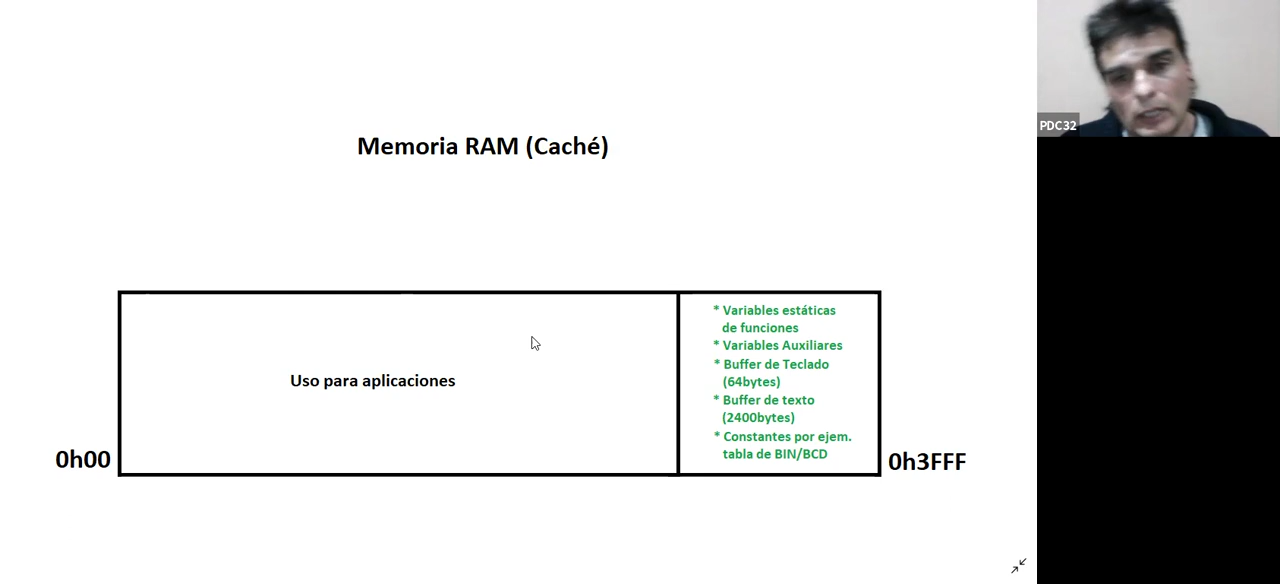 PDC32
Memoria RAM (Caché)
* Variables estáticas
de funciones
* Variables Auxiliares
* Buffer de Teclado
(64bytes)
* Buffer de texto
(2400bytes)
* Constantes por ejem.
tabla de BIN/BCD
Uso para aplicaciones
0h00
0h3FFF